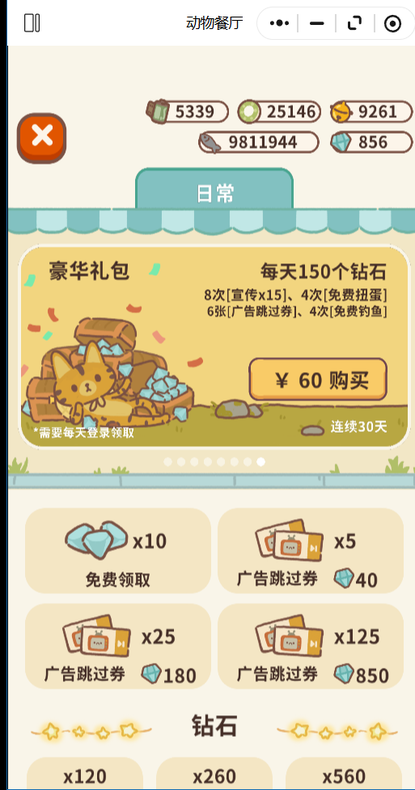 动物餐厅
5339
25146
9261
9811944
856
日常
豪华礼包
每天150个钻石
8次[宣传x15]、4次[免费扭蛋]
6张[广告跳过券]、4次[免费钓鱼]
¥ 60 购买
*需要每天登录领取
连续30天
x10
免费领取
x5
广告跳过券
40
x25
广告跳过券
180
x125
广告跳过券
850
钻石
x120
x260
x560